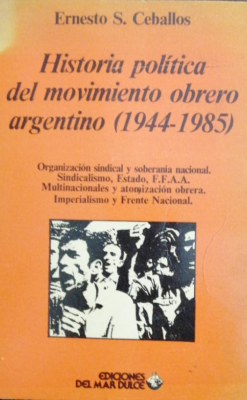 Ernesto S. Ceballos
Historia política
del movimiento obrero
argentino (1944-1985)
Organización sindical y soberanía nacional.
Sindicalismo, Estado, F.F.A.A.
Multinacionales y atomización obrera.
Imperialismo y Frente Nacional.
EDICIONES
DEL MAR DULCE